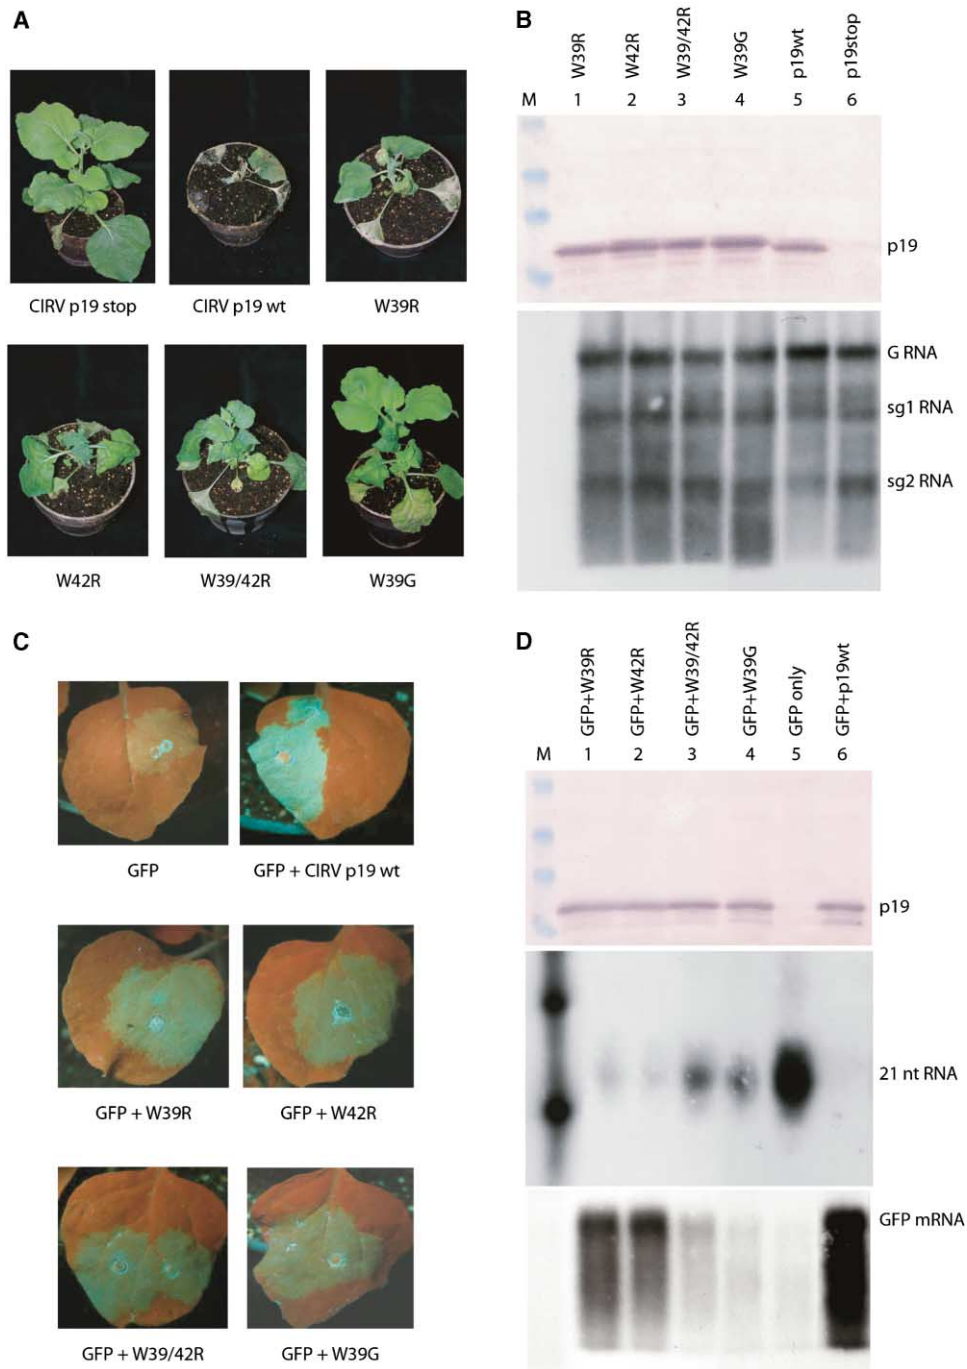 A
CIRV p19 stop
CIRV p19 wt
W39R
W42R
W39/42R
W39G
B
W39R
W42R
W39/42R
W39G
p19wt
p19stop
M 1 2 3 4 5 6
p19
G RNA
sg1 RNA
sg2 RNA
C
GFP
GFP + CIRV p19 wt
GFP + W39R
GFP + W42R
GFP + W39/42R
GFP + W39G
D
GFP+W39R
GFP+W42R
GFP+W39/42R
GFP+W39G
GFP only
GFP+p19wt
M 1 2 3 4 5 6
p19
21 nt RNA
GFP mRNA